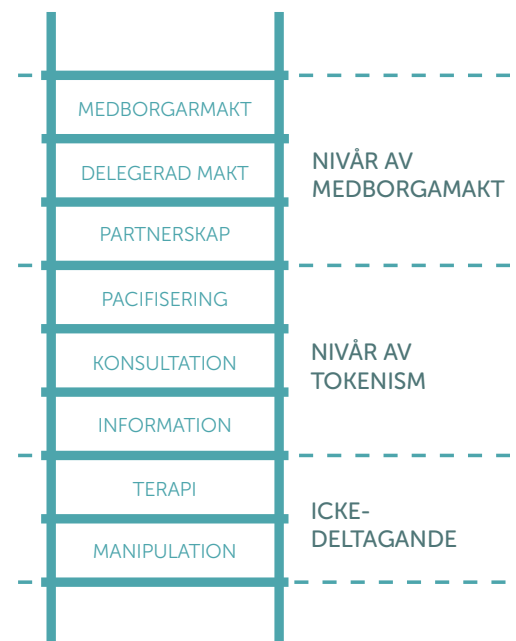 MEDBORGARMAKT
DELEGERAD MAKT
PARTNERSKAP
NIVÅR AV
MEDBORGAMAKT
PACIFISERING
KONSULTATION
INFORMATION
NIVÅR AV
TOKENISM
TERAPI
MANIPULATION
ICKE-
DELTAGANDE